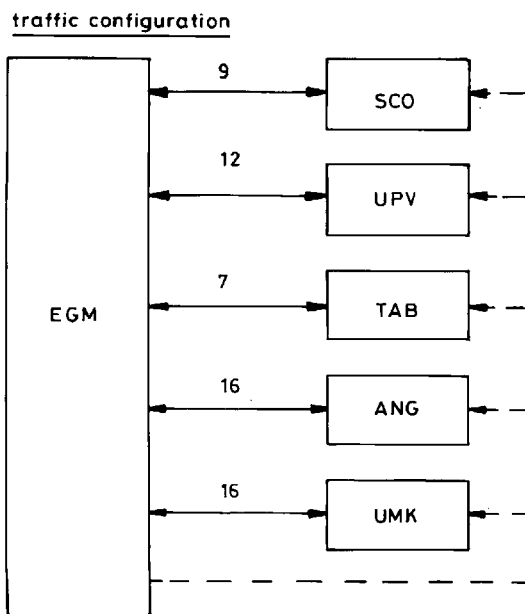 traffic configuration
9
SCO
12
UPV
7
EGM
TAB
16
ANG
16
UMK